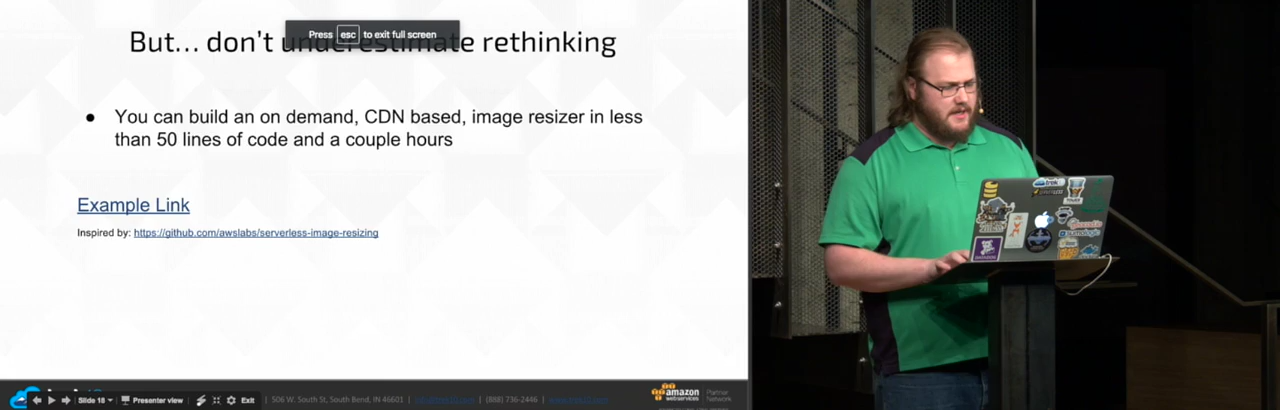 But... don't underestimate rethinking
Press esc to exit full screen
● You can build an on demand, CDN based, image resizer in less
than 50 lines of code and a couple hours
Example Link
Inspired by: https://github.com/awslabs/serverless-image-resizing
Slide 18
Presenter view
Exit
| 506 W. South St, South Bend, IN 46601 |
| (888) 736-2446 |
amazon
web services
Partner
Network
trek
sumologic